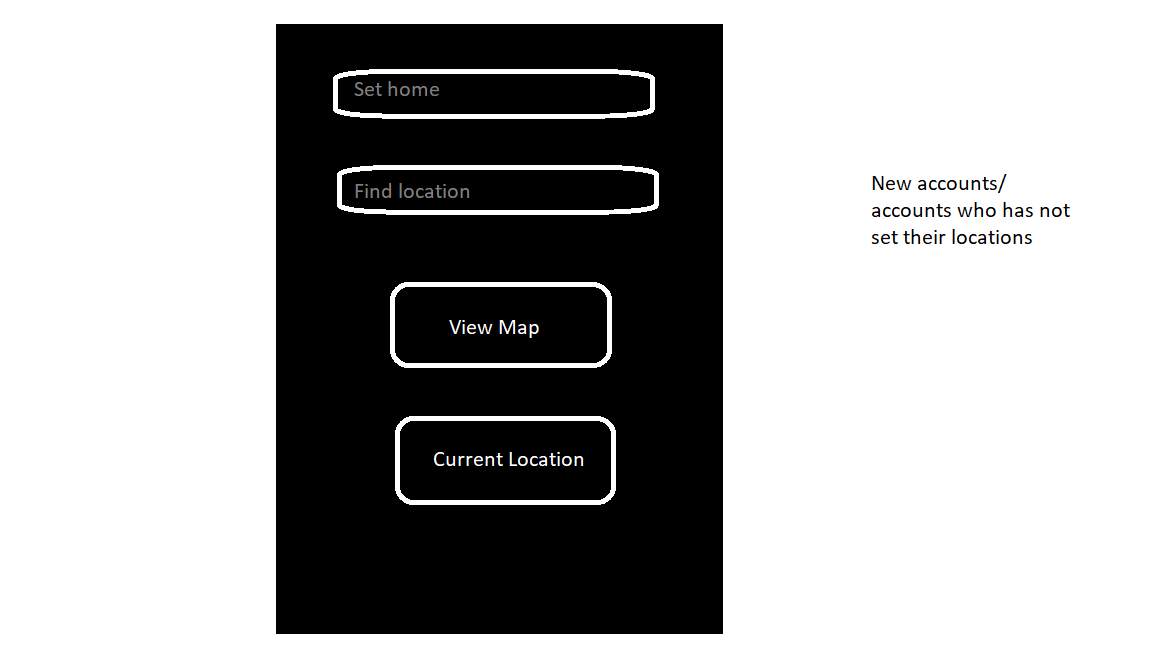 Set home
Find location
View Map
Current Location
New accounts/
accounts who has not
set their locations